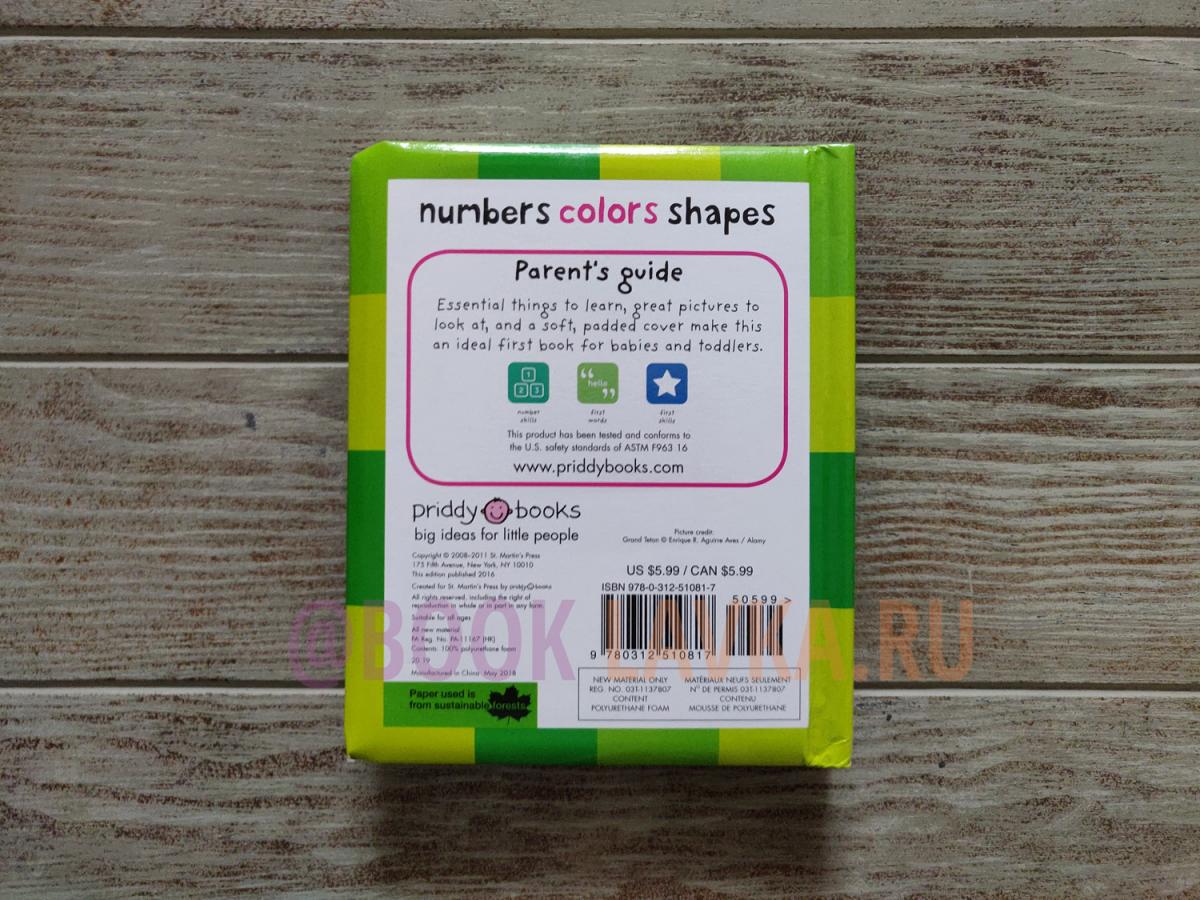 numbers colors shapes
Parent's guide
Essential things to learn, great pictures to
look at, and a soft, padded cover make this
an ideal first book for babies and toddlers.
1
2 3
“hello”
number
skills
first
words
first
skills
This product has been tested and conforms to
the U.S. safety standards of ASTM F963 16
www.priddybooks.com
priddy books
big ideas for little people
Copyright © 2008–2011 St. Martin's Press
175 Fifth Avenue, New York, NY 10010
This edition published 2016
Created for St. Martin's Press by priddy books
All rights reserved, including the right of
reproduction in whole or in part in any form.
Suitable for all ages
All new material
PA Reg. No. PA-11167 (HK)
Contents: 100% polyurethane foam
20 19
Manufactured in China: May 2018
Paper used is
from sustainable forests
Picture credit:
Grand Teton © Enrique R. Aguirre Aves / Alamy
US $5.99 / CAN $5.99
ISBN 978-0-312-51081-7
50599 >
9 780312 510817
NEW MATERIAL ONLY
REG. NO. 03T-1137807
CONTENT
POLYURETHANE FOAM
MATÉRIAUX NEUFS SEULEMENT
Nº DE PERMIS 03T-1137807
CONTENU
MOUSSE DE POLYURETHANE
@BOOK LAVKA.RU